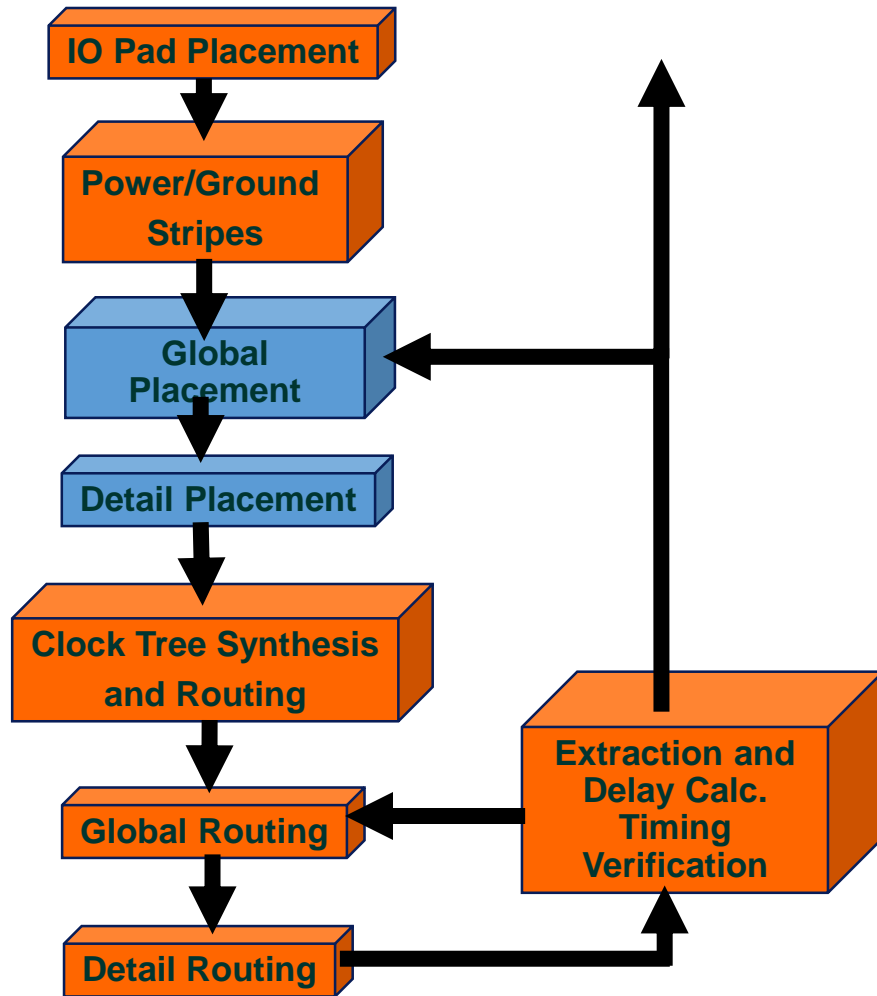 IO Pad Placement
Power/Ground
Stripes
Global
Placement
Detail Placement
Clock Tree Synthesis
and Routing
Extraction and
Delay Calc.
Timing
Verification
Global Routing
Detail Routing